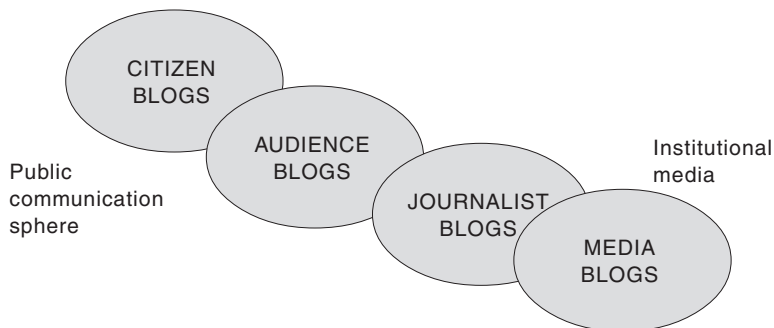 CITIZEN
BLOGS
AUDIENCE
BLOGS
Public
communication
sphere
JOURNALIST
BLOGS
Institutional
media
MEDIA
BLOGS